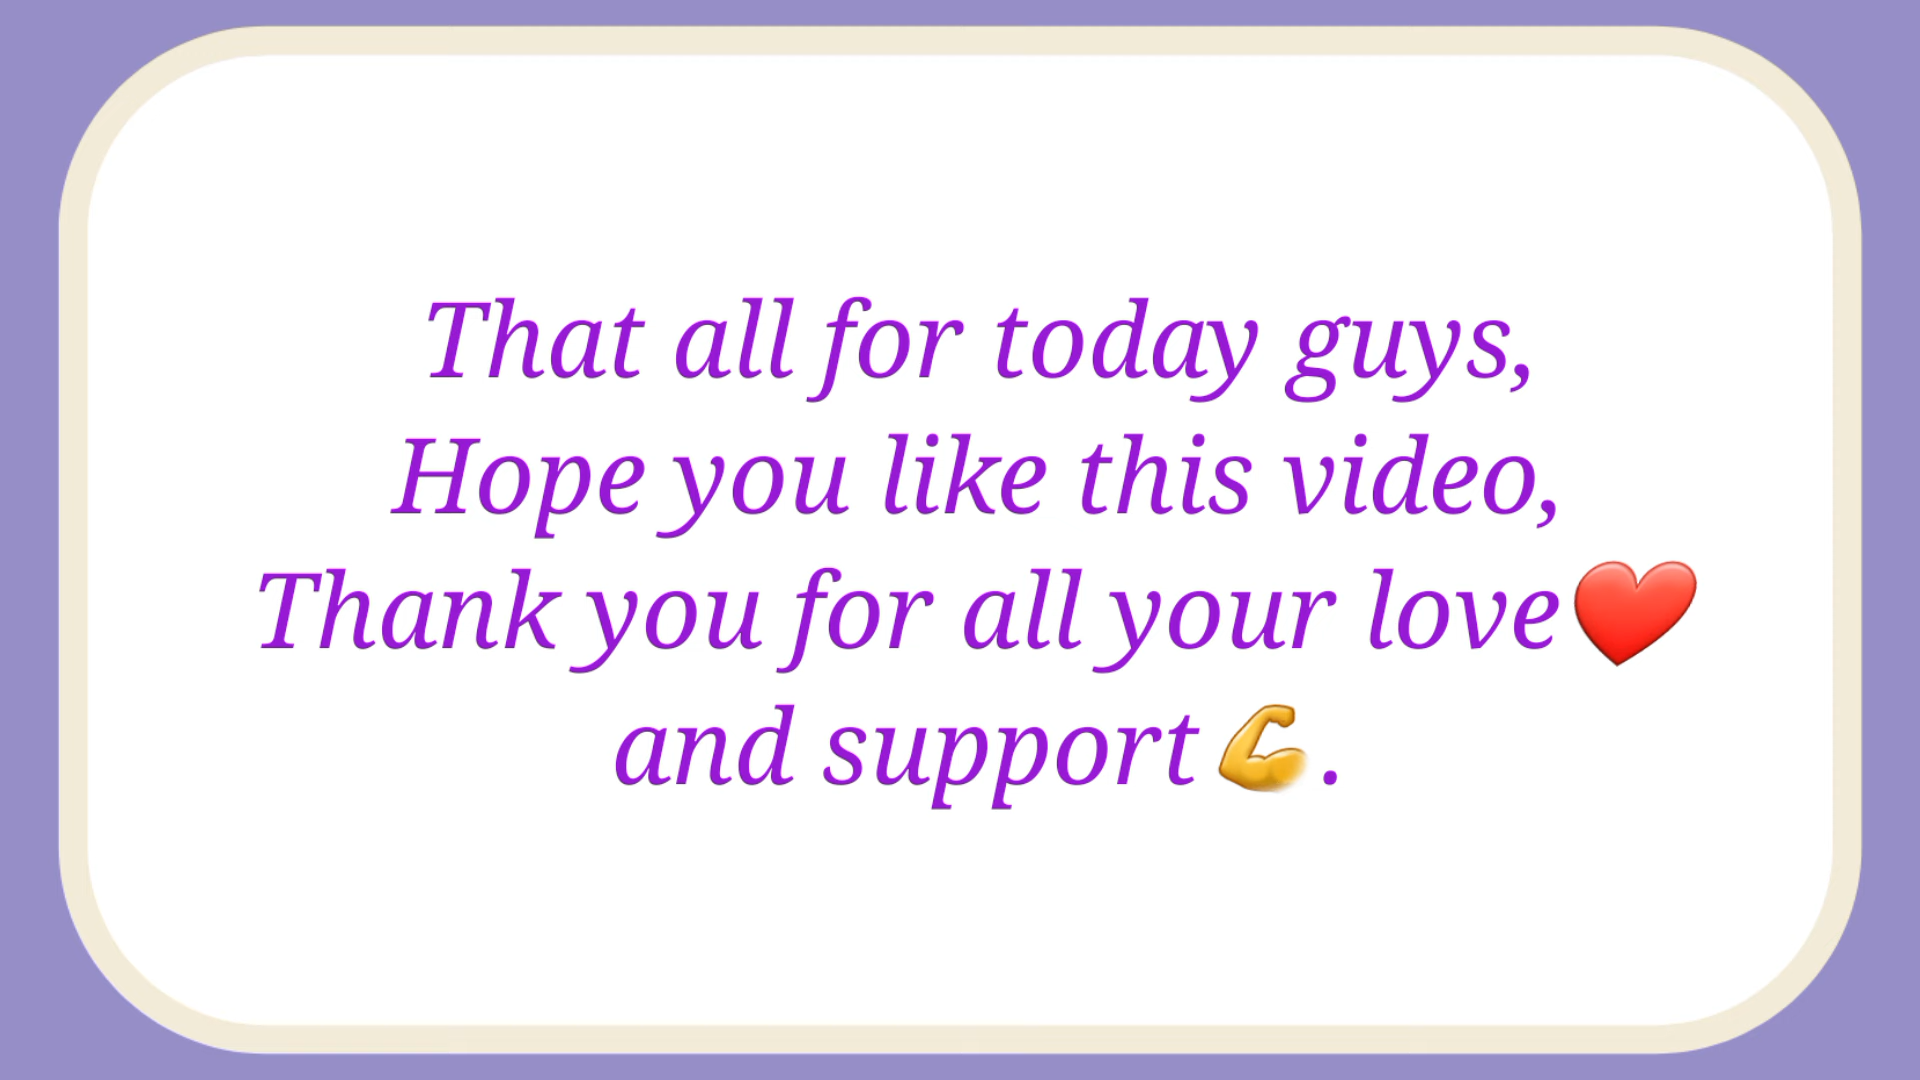 That all for today guys,
Hope you like this video,
Thank you for all your love❤️
and support💪.